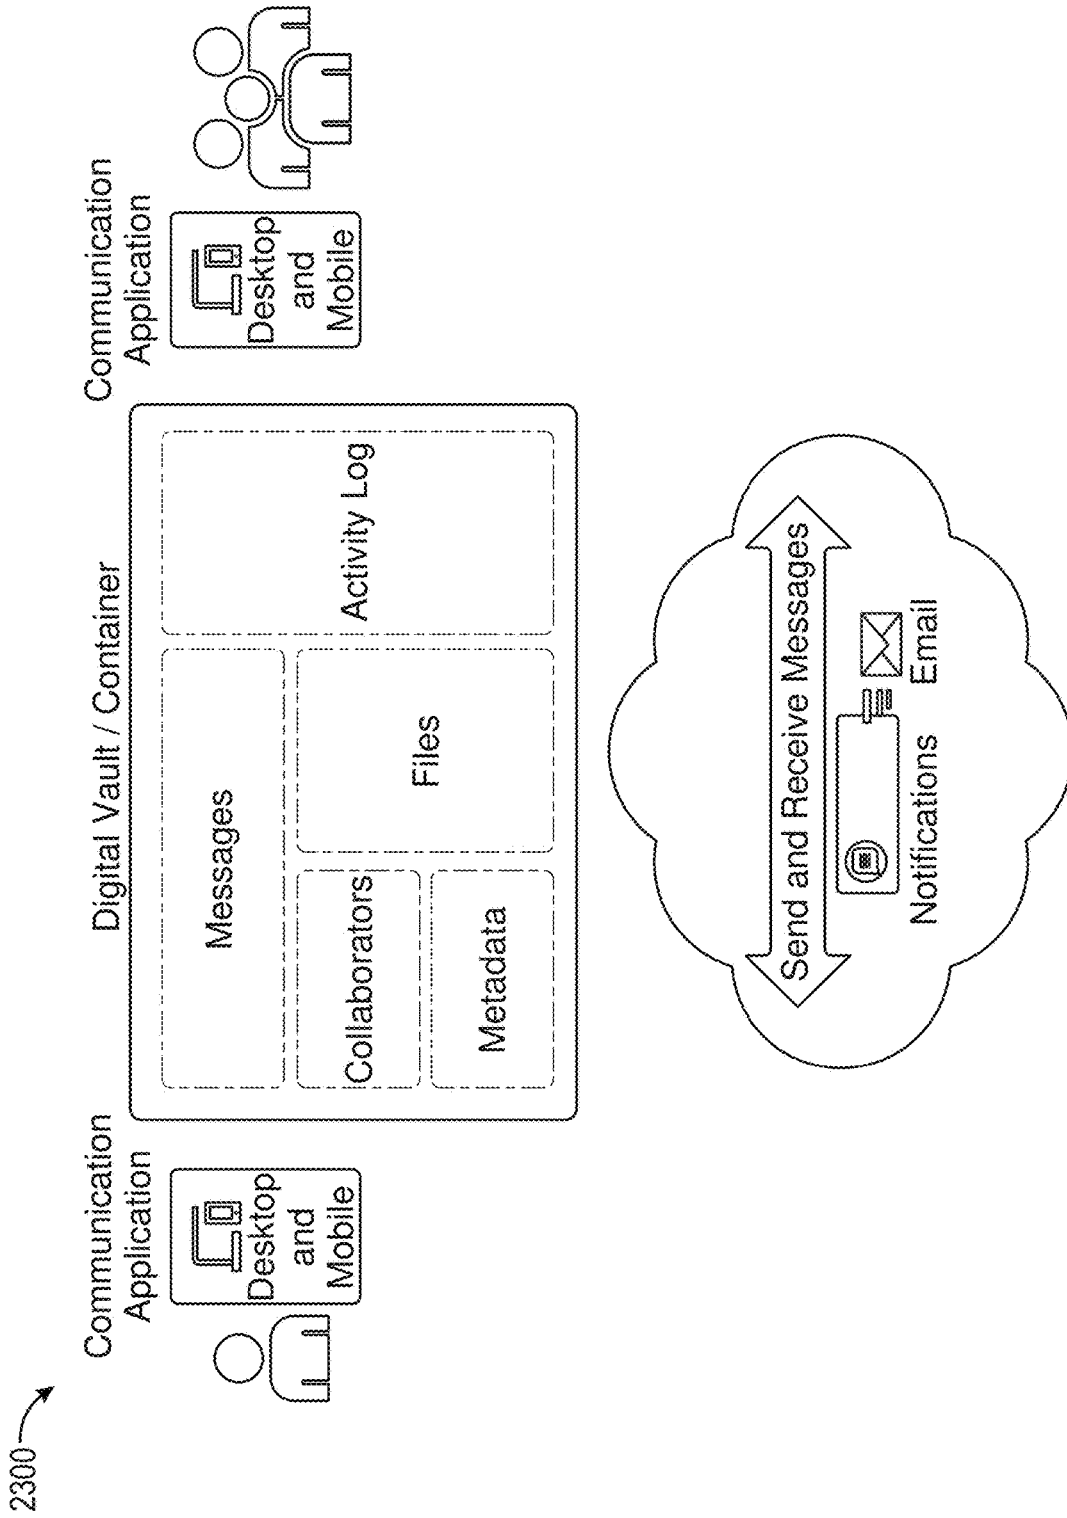 2300
Communication
Application
Desktop
and
Mobile
Digital Vault / Container
Messages
Collaborators
Metadata
Files
Activity Log
Communication
Application
Desktop
and
Mobile
Send and Receive Messages
Notifications
Email